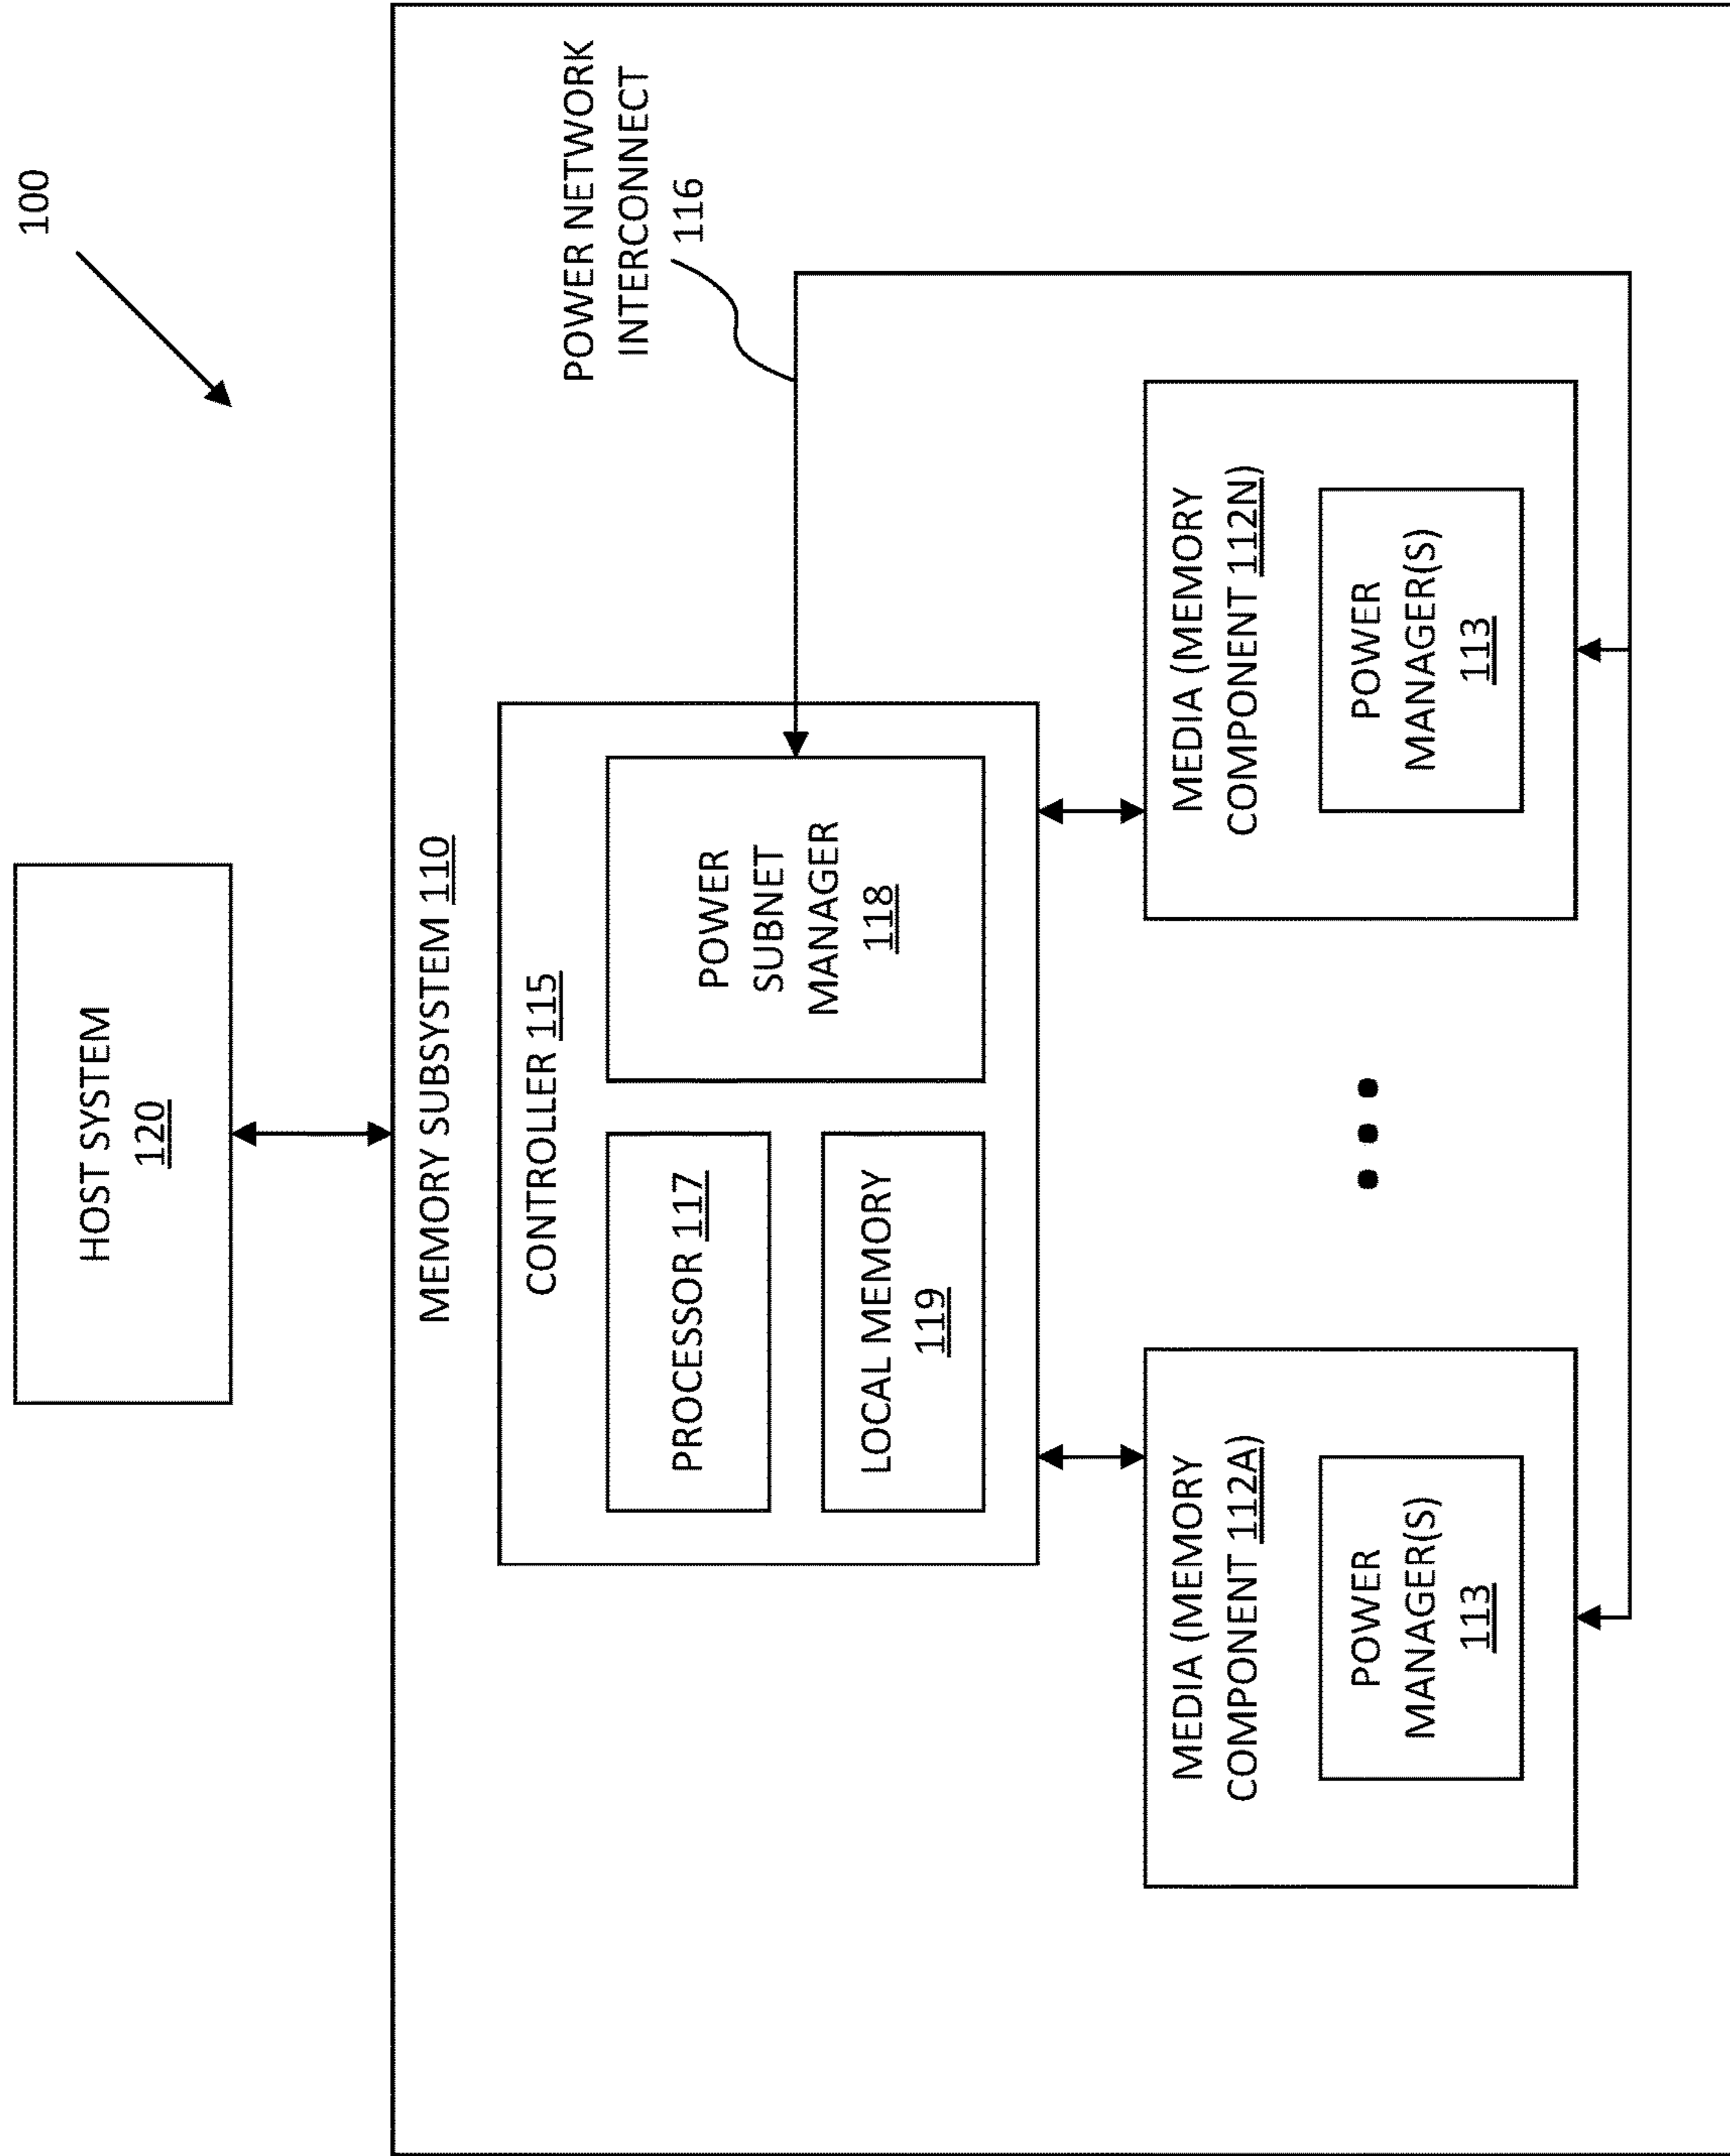 100
HOST SYSTEM
120
MEMORY SUBSYSTEM 110
CONTROLLER 115
PROCESSOR 117
LOCAL MEMORY
119
POWER
SUBNET
MANAGER
118
POWER NETWORK
INTERCONNECT
116
MEDIA (MEMORY
COMPONENT 112A)
POWER
MANAGER(S)
113
MEDIA (MEMORY
COMPONENT 112N)
POWER
MANAGER(S)
113